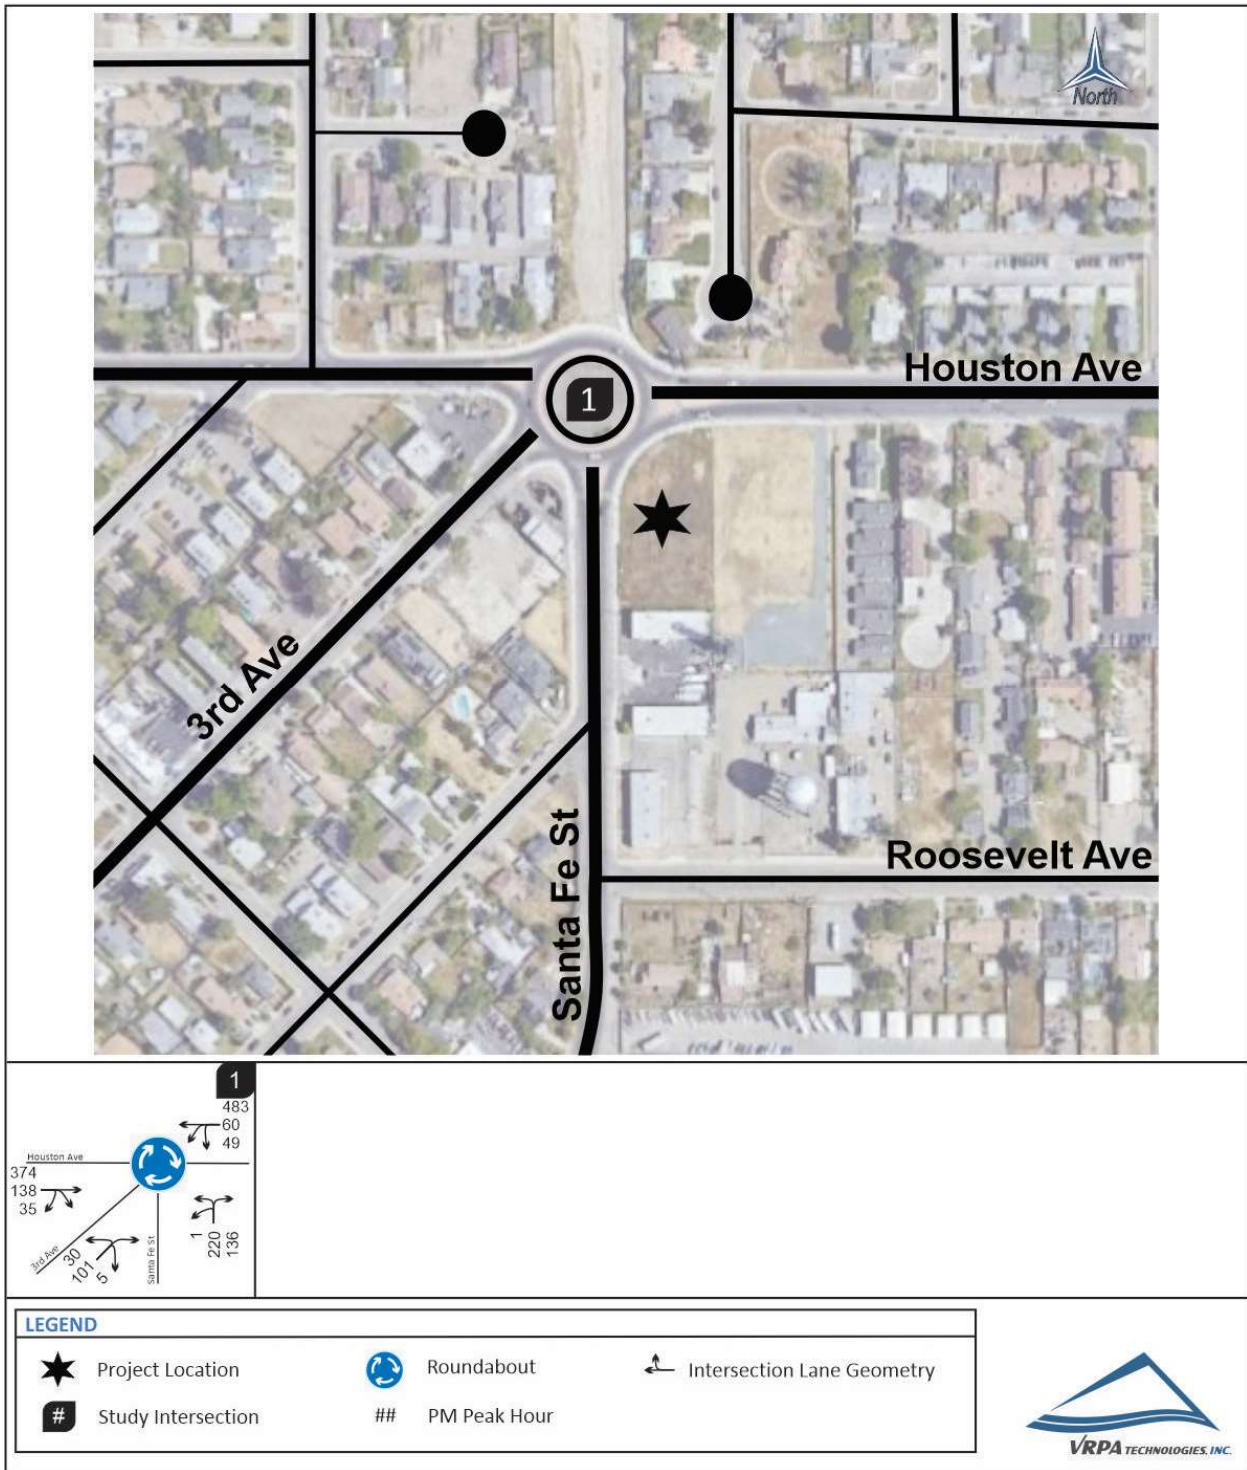 North
Houston Ave
1
3rd Ave
Santa Fe St
Roosevelt Ave
1
483
60
49
Houston Ave
374
138
35
1
220
136
3rd Ave
30
101
5
Santa Fe St
LEGEND
Project Location
Roundabout
Intersection Lane Geometry
# Study Intersection
## PM Peak Hour
VRPA TECHNOLOGIES, INC.